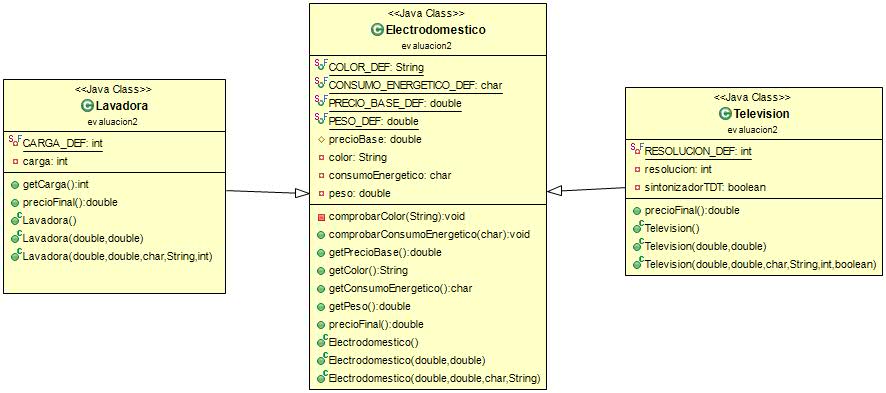 <<Java Class>>
Lavadora
evaluacion2
CARGA_DEF: int
carga: int
getCarga():int
precioFinal():double
Lavadora()
Lavadora(double,double)
Lavadora(double,double,char,String,int)
<<Java Class>>
Electrodomestico
evaluacion2
COLOR_DEF: String
CONSUMO_ENERGETICO_DEF: char
PRECIO_BASE_DEF: double
PESO_DEF: double
precioBase: double
color: String
consumoEnergetico: char
peso: double
comprobarColor(String):void
comprobarConsumoEnergetico(char):void
getPrecioBase():double
getColor():String
getConsumoEnergetico():char
getPeso():double
precioFinal():double
Electrodomestico()
Electrodomestico(double,double)
Electrodomestico(double,double,char,String)
<<Java Class>>
Television
evaluacion2
RESOLUCION_DEF: int
resolucion: int
sintonizadorTDT: boolean
precioFinal():double
Television()
Television(double,double)
Television(double,double,char,String,int,boolean)